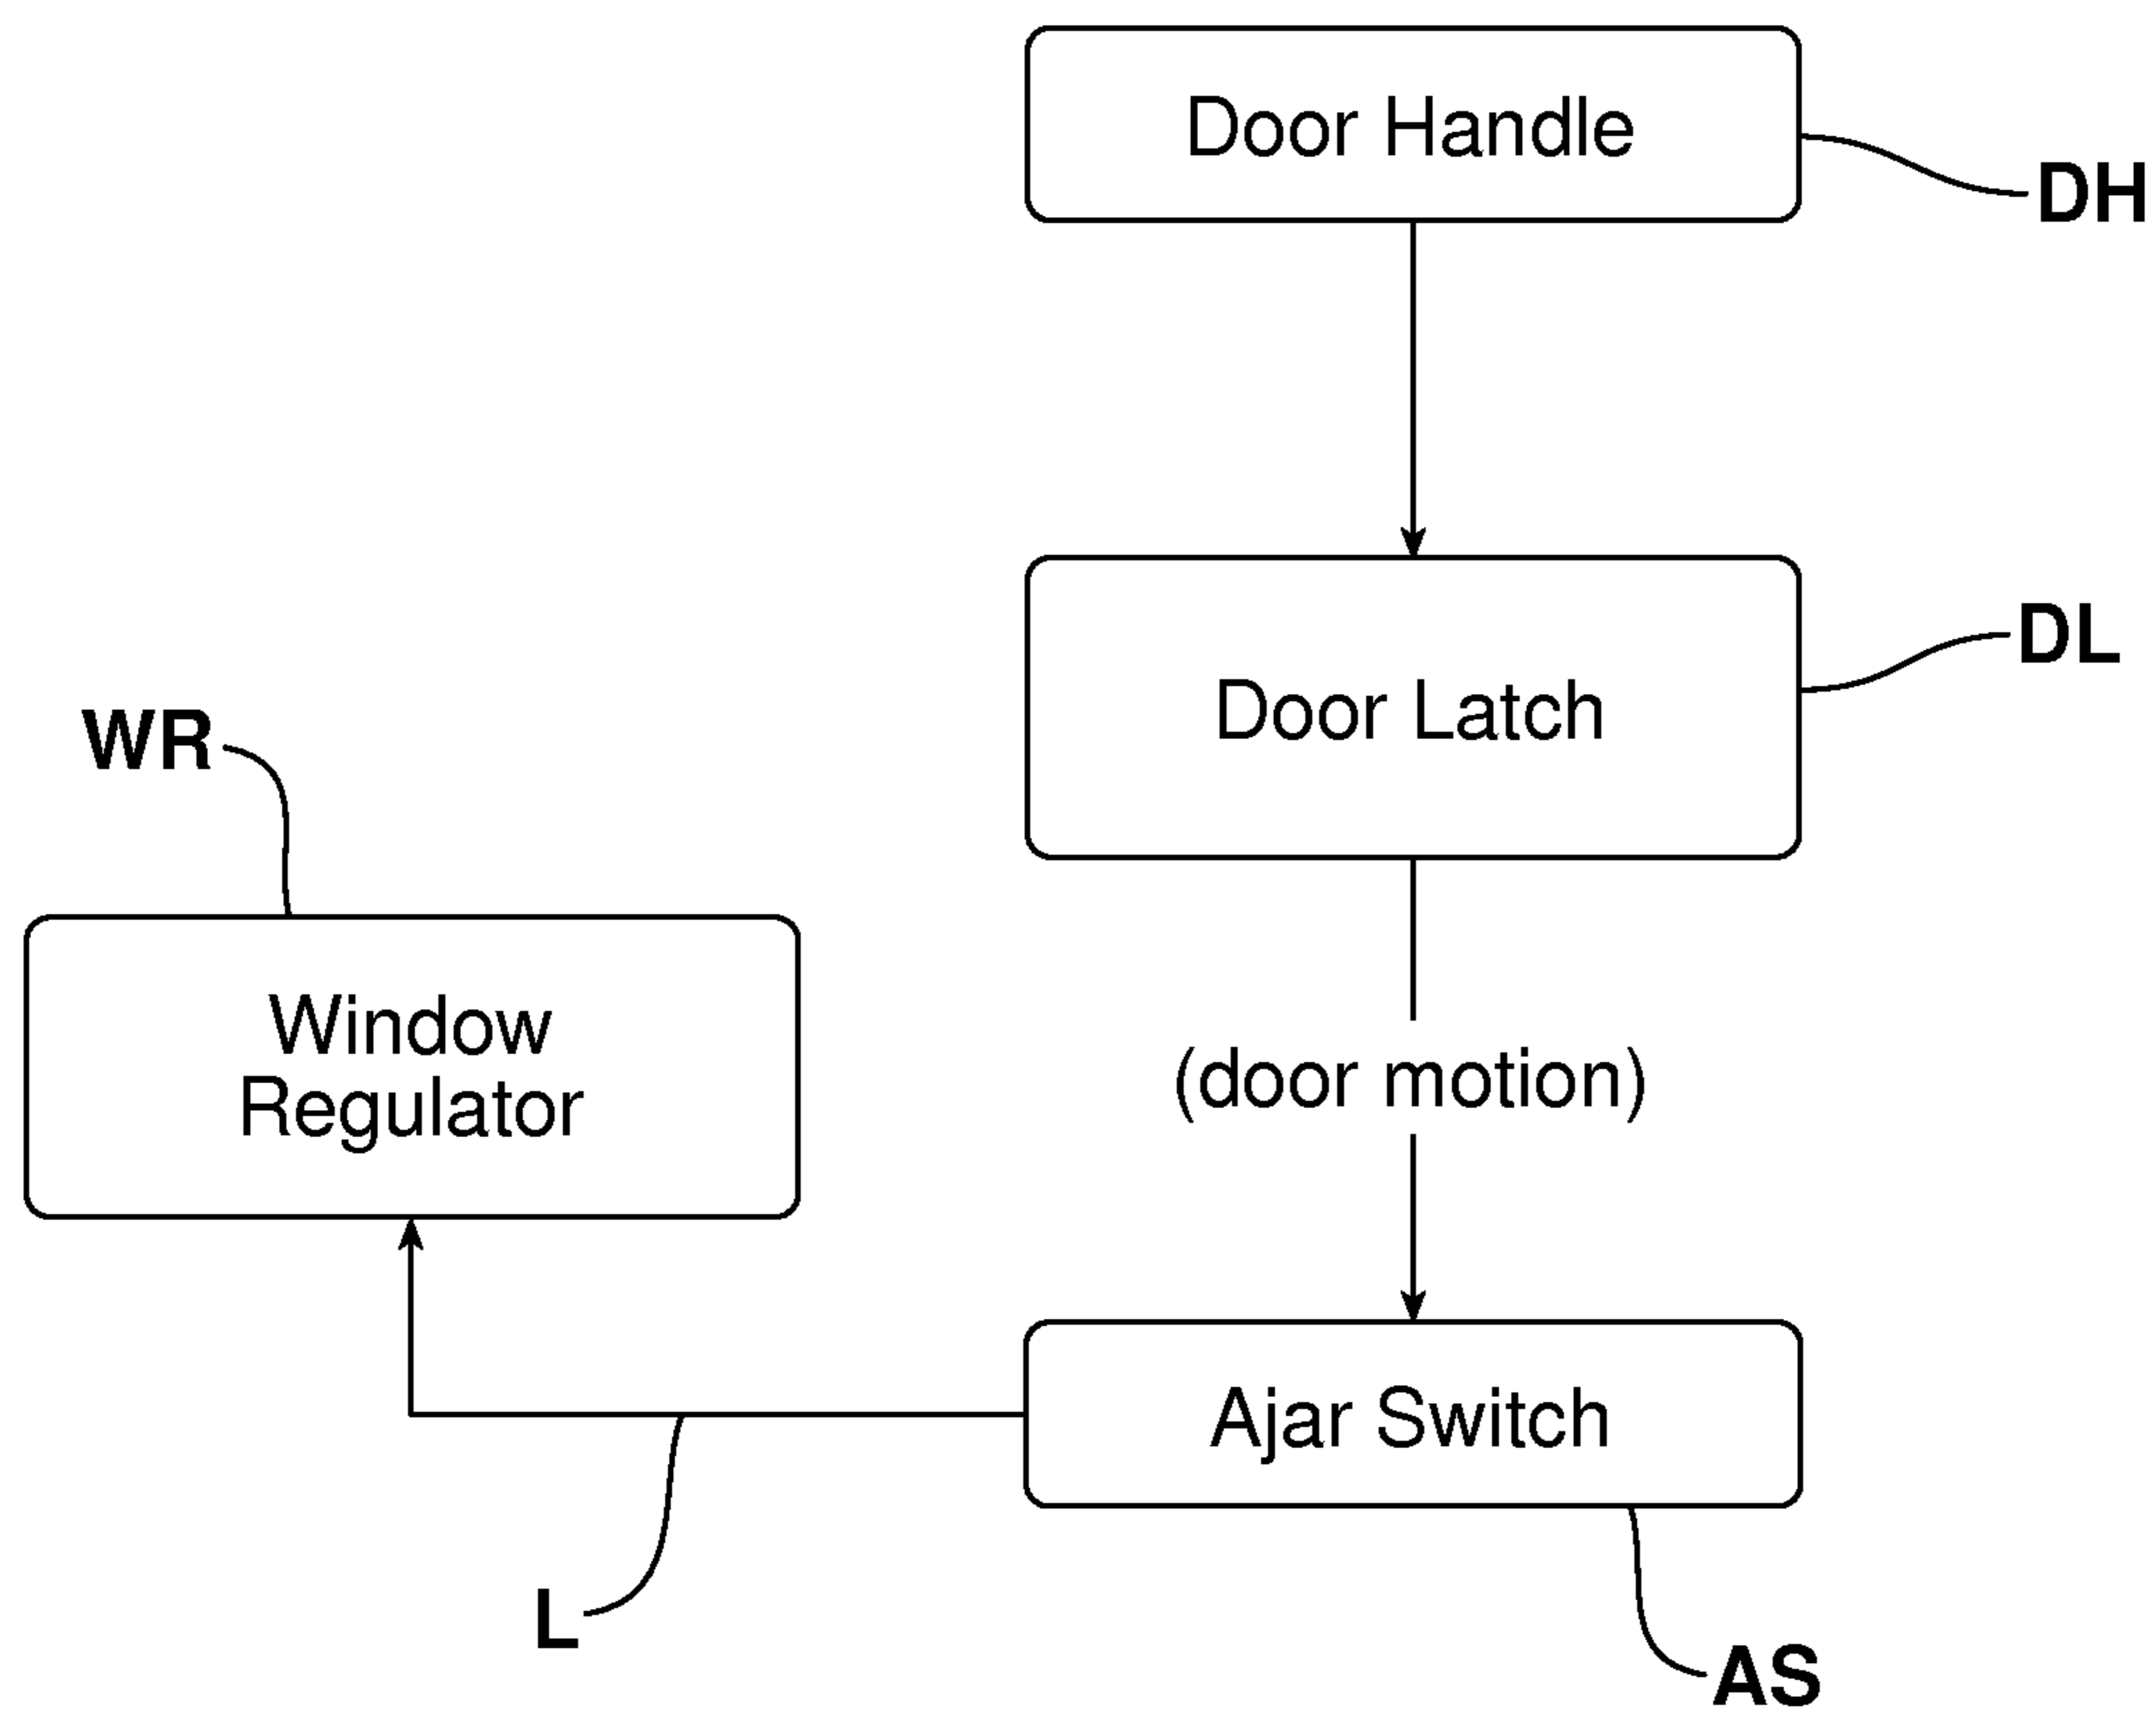 Door Handle
DH
DL
Door Latch
WR
Window
Regulator
(door motion)
Ajar Switch
L
AS